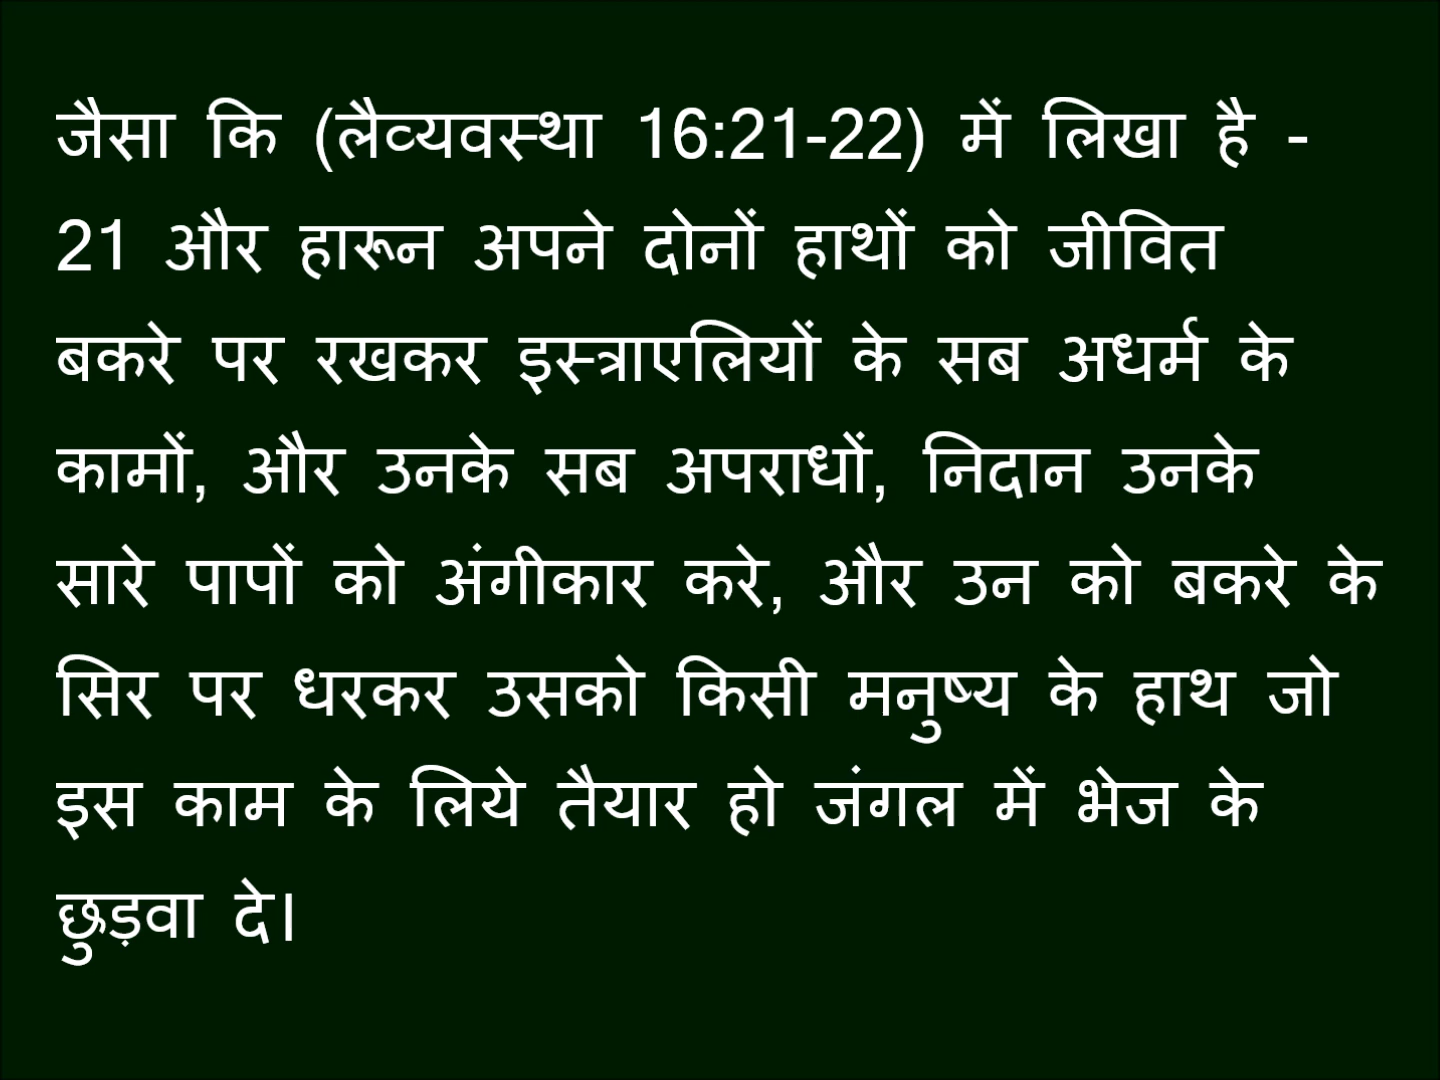 जैसा कि (लैव्यवस्था 16:21-22) में लिखा है -
21 और हारून अपने दोनों हाथों को जीवित
बकरे पर रखकर इस्त्राएलियों के सब अधर्म के
कामों, और उनके सब अपराधों, निदान उनके
सारे पापों को अंगीकार करे, और उन को बकरे के
सिर पर धरकर उसको किसी मनुष्य के हाथ जो
इस काम के लिये तैयार हो जंगल में भेज के
छुड़वा दे।